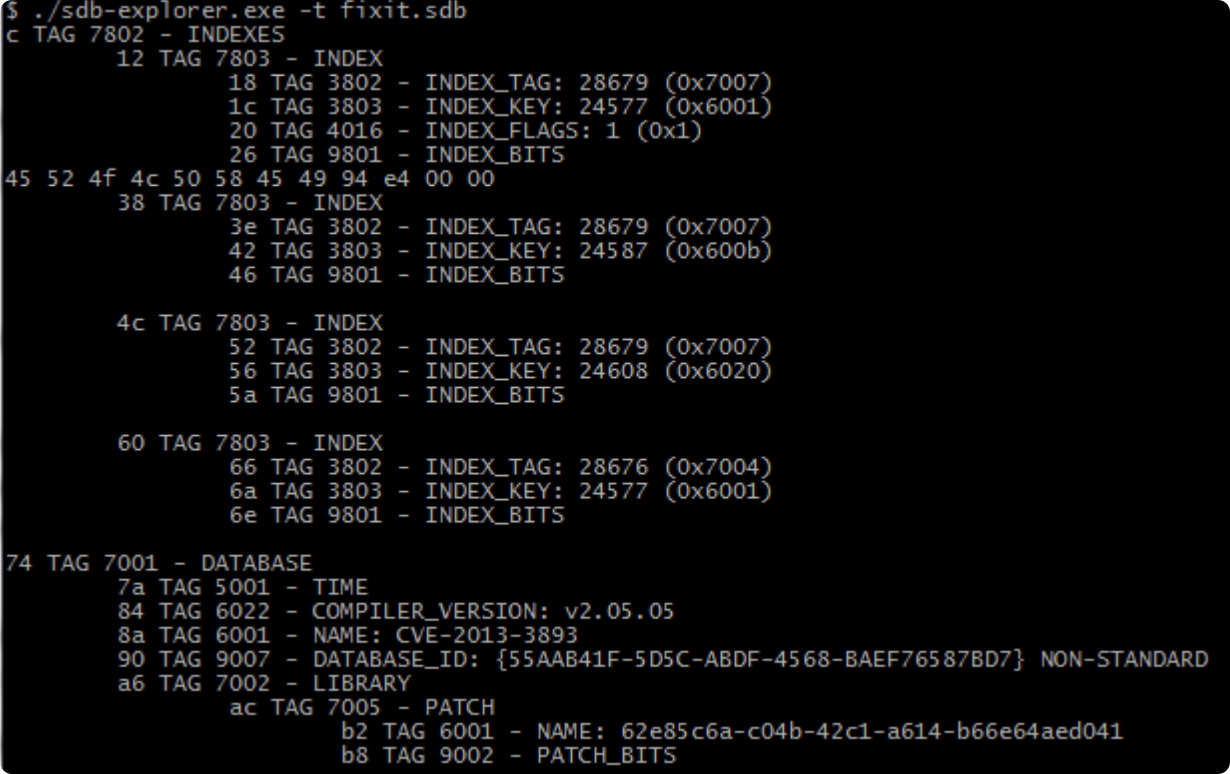 $ ./sdb-explorer.exe -t fixit.sdb
c TAG 7802 - INDEXES
12 TAG 7803 - INDEX
18 TAG 3802 - INDEX_TAG: 28679 (0x7007)
1c TAG 3803 - INDEX_KEY: 24577 (0x6001)
20 TAG 4016 - INDEX_FLAGS: 1 (0x1)
26 TAG 9801 - INDEX_BITS
45 52 4f 4c 50 58 45 49 94 e4 00 00
38 TAG 7803 - INDEX
3e TAG 3802 - INDEX_TAG: 28679 (0x7007)
42 TAG 3803 - INDEX_KEY: 24587 (0x600b)
46 TAG 9801 - INDEX_BITS
4c TAG 7803 - INDEX
52 TAG 3802 - INDEX_TAG: 28679 (0x7007)
56 TAG 3803 - INDEX_KEY: 24608 (0x6020)
5a TAG 9801 - INDEX_BITS
60 TAG 7803 - INDEX
66 TAG 3802 - INDEX_TAG: 28676 (0x7004)
6a TAG 3803 - INDEX_KEY: 24577 (0x6001)
6e TAG 9801 - INDEX_BITS
74 TAG 7001 - DATABASE
7a TAG 5001 - TIME
84 TAG 6022 - COMPILER_VERSION: v2.05.05
8a TAG 6001 - NAME: CVE-2013-3893
90 TAG 9007 - DATABASE_ID: {55AAB41F-5D5C-ABDF-4568-BAEF76587BD7} NON-STANDARD
a6 TAG 7002 - LIBRARY
ac TAG 7005 - PATCH
b2 TAG 6001 - NAME: 62e85c6a-c04b-42c1-a614-b66e64aed041
b8 TAG 9002 - PATCH_BITS